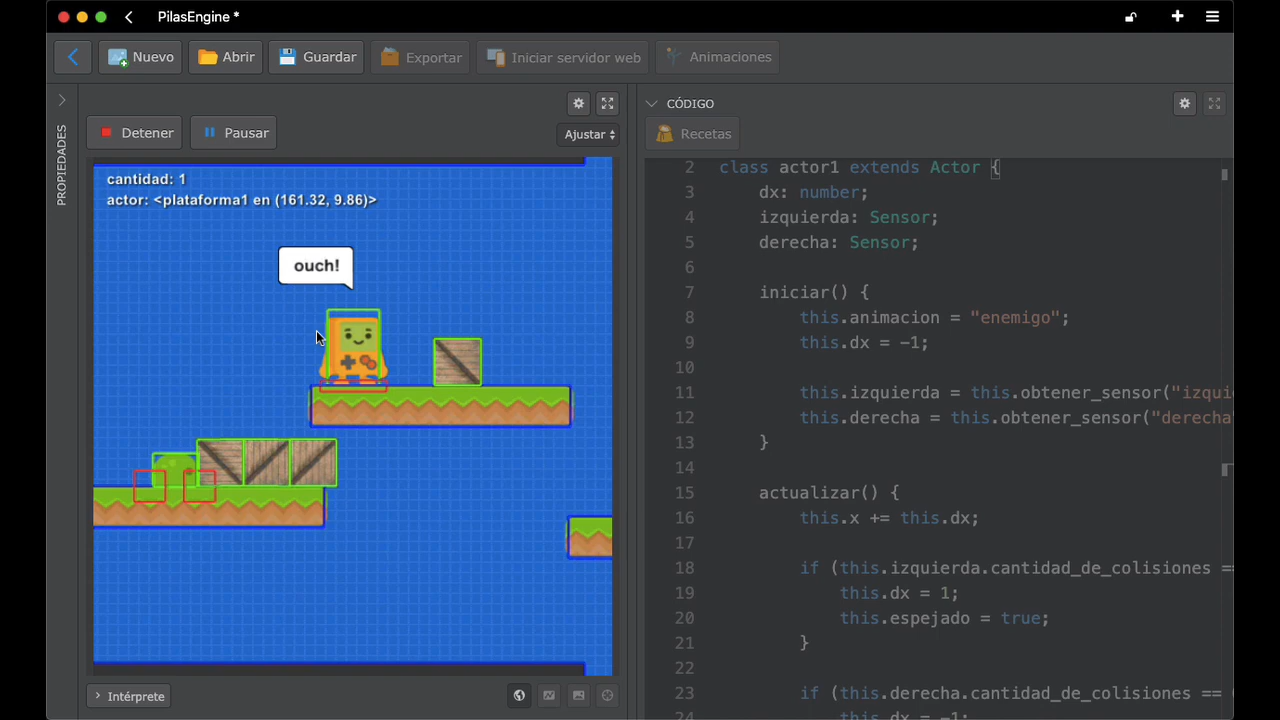 PilasEngine *
Nuevo
Abrir
Guardar
Exportar
Iniciar servidor web
Animaciones
PROPIEDADES
Detener
Pausar
Ajustar
cantidad: 1
actor: <plataforma1 en (161.32, 9.86)>
ouch!
Intérprete
CÓDIGO
Recetas
2 class actor1 extends Actor {
3 dx: number;
4 izquierda: Sensor;
5 derecha: Sensor;
6
7 iniciar() {
8 this.animacion = "enemigo";
9 this.dx = -1;
10
11 this.izquierda = this.obtener_sensor("izqui
12 this.derecha = this.obtener_sensor("derecha
13 }
14
15 actualizar() {
16 this.x += this.dx;
17
18 if (this.izquierda.cantidad_de_colisiones ==
19 this.dx = 1;
20 this.espejado = true;
21 }
22
23 if (this.derecha.cantidad_de_colisiones ==
24 this.dx = -1;